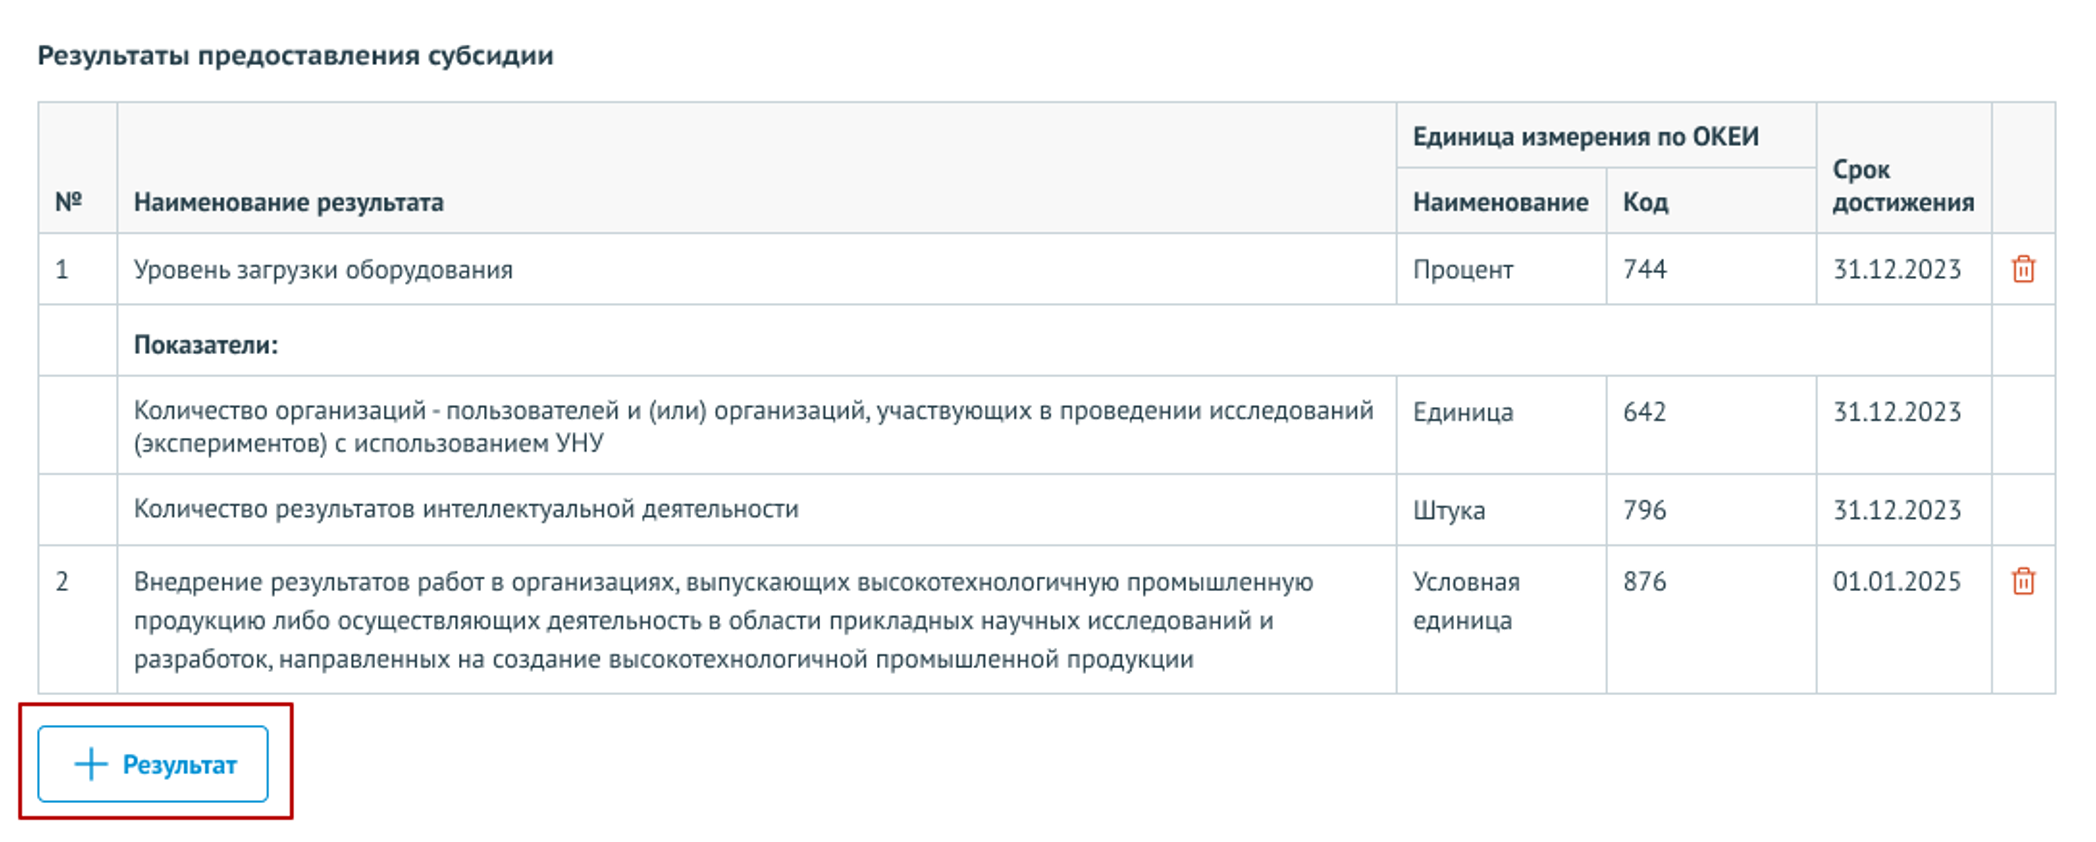 Результаты предоставления субсидии
Единица измерения по ОКЕИ
Срок
достижения
№
Наименование результата
Наименование
Код
1
Уровень загрузки оборудования
Процент
744
31.12.2023
Показатели:
Количество организаций - пользователей и (или) организаций, участвующих в проведении исследований
(экспериментов) с использованием УНУ
Единица
642
31.12.2023
Количество результатов интеллектуальной деятельности
Штука
796
31.12.2023
2
Внедрение результатов работ в организациях, выпускающих высокотехнологичную промышленную
продукцию либо осуществляющих деятельность в области прикладных научных исследований и
разработок, направленных на создание высокотехнологичной промышленной продукции
Условная
единица
876
01.01.2025
Результат